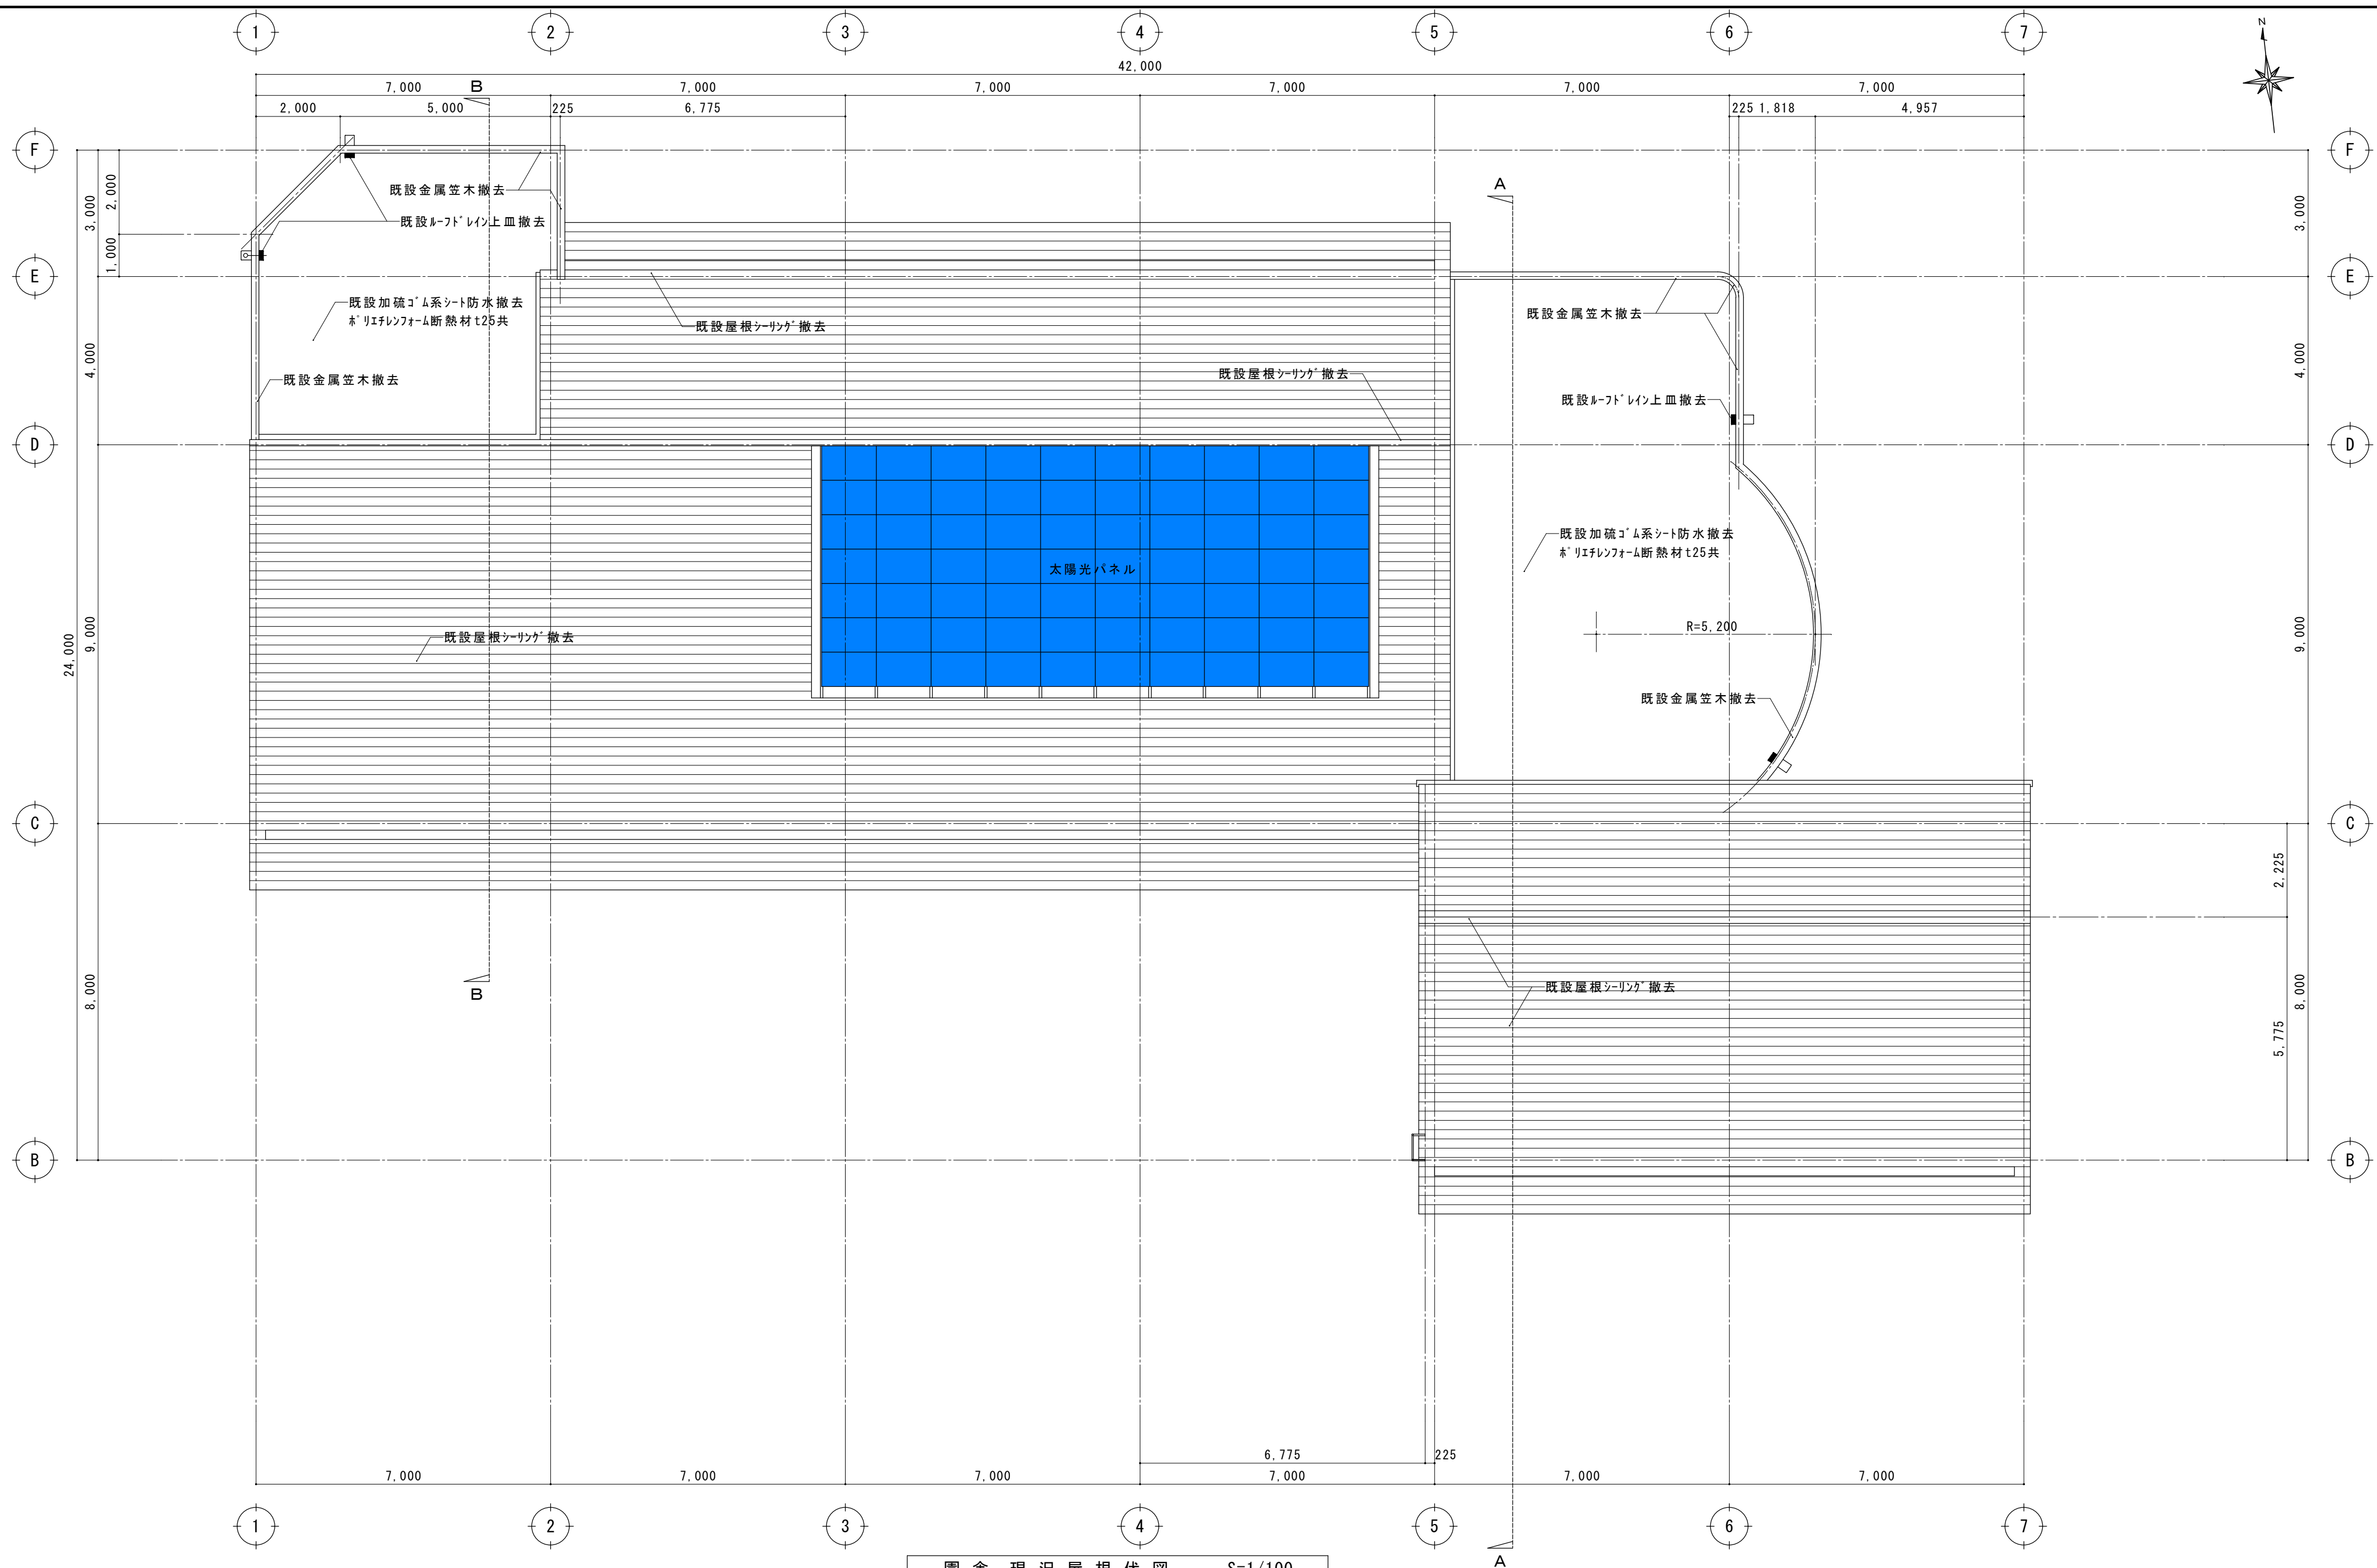 1 2 3 4 5 6 7
N
42,000
7,000 7,000 7,000 7,000 7,000 7,000
B
2,000 5,000 225 6,775 225 1,818 4,957
F F
2,000
3,000
1,000
3,000
既設金属笠木撤去
既設ルーフドレイン上皿撤去
A
E E
既設加硫ゴム系シート防水撤去
ポリエチレンフォーム断熱材t25共
既設屋根シーリング撤去
既設金属笠木撤去
4,000
4,000
既設金属笠木撤去
既設屋根シーリング撤去
既設ルーフドレイン上皿撤去
D D
既設加硫ゴム系シート防水撤去
ポリエチレンフォーム断熱材t25共
太陽光パネル
R=5,200
24,000
9,000
9,000
既設屋根シーリング撤去
既設金属笠木撤去
C C
2,225
既設屋根シーリング撤去
B
8,000
8,000
5,775
B B
6,775 225
7,000 7,000 7,000 7,000 7,000 7,000
1 2 3 4 5 6 7
園舎 現況屋根伏図 S=1/100
A